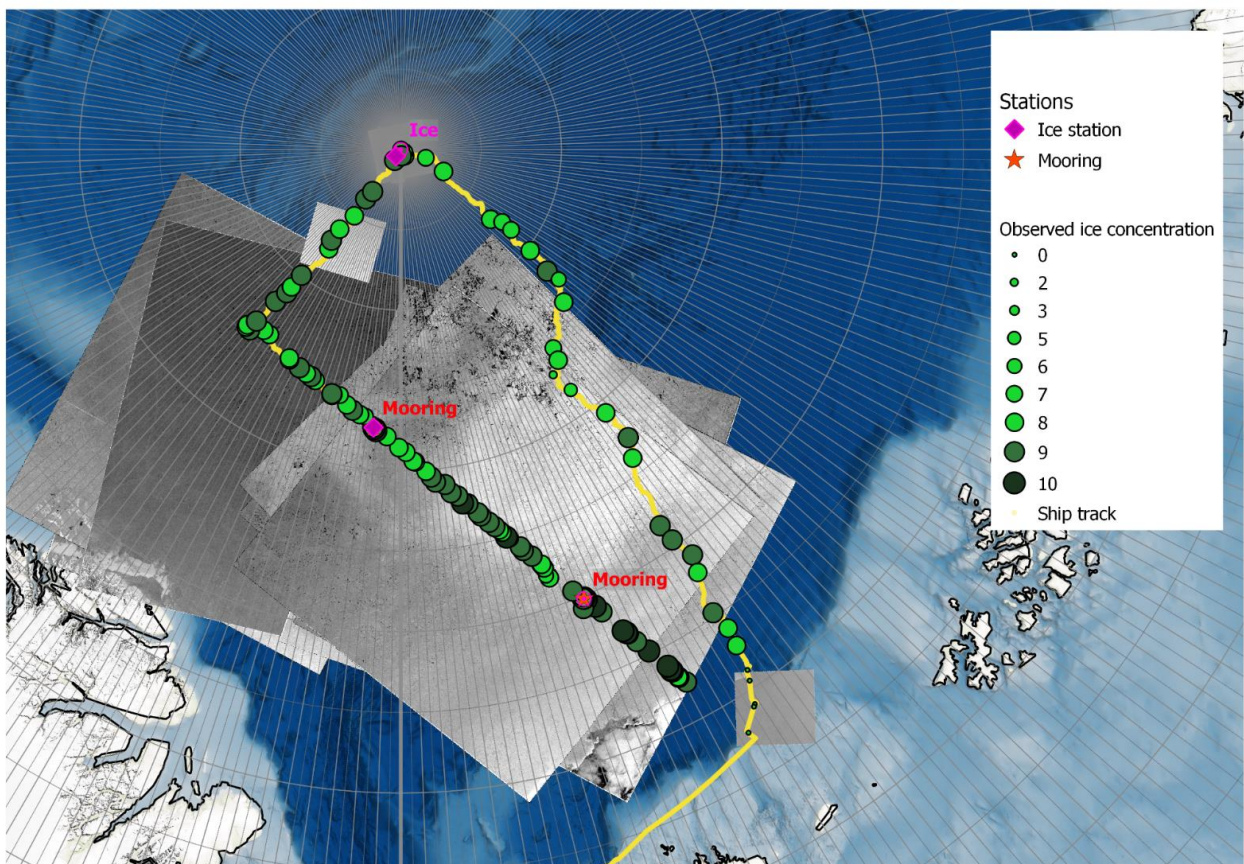 Ice
Mooring
Mooring
Stations
Ice station
Mooring
Observed ice concentration
0
2
3
5
6
7
8
9
10
Ship track